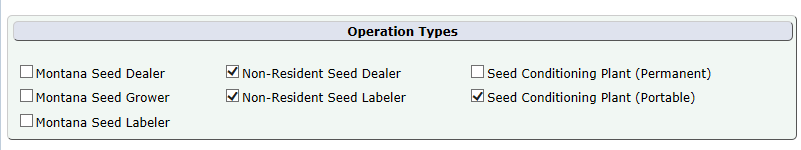 Operation Types
Montana Seed Dealer Non-Resident Seed Dealer Seed Conditioning Plant (Permanent)
Montana Seed Grower Non-Resident Seed Labeler Seed Conditioning Plant (Portable)
Montana Seed Labeler